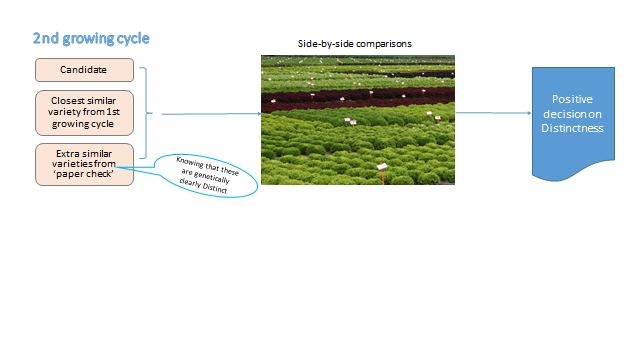 2nd growing cycle
Side-by-side comparisons
Candidate
Closest similar
variety from 1st
growing cycle
Extra similar
varieties from
‘paper check’
Knowing that these
are genetically
clearly Distinct
Positive
decision on
Distinctness